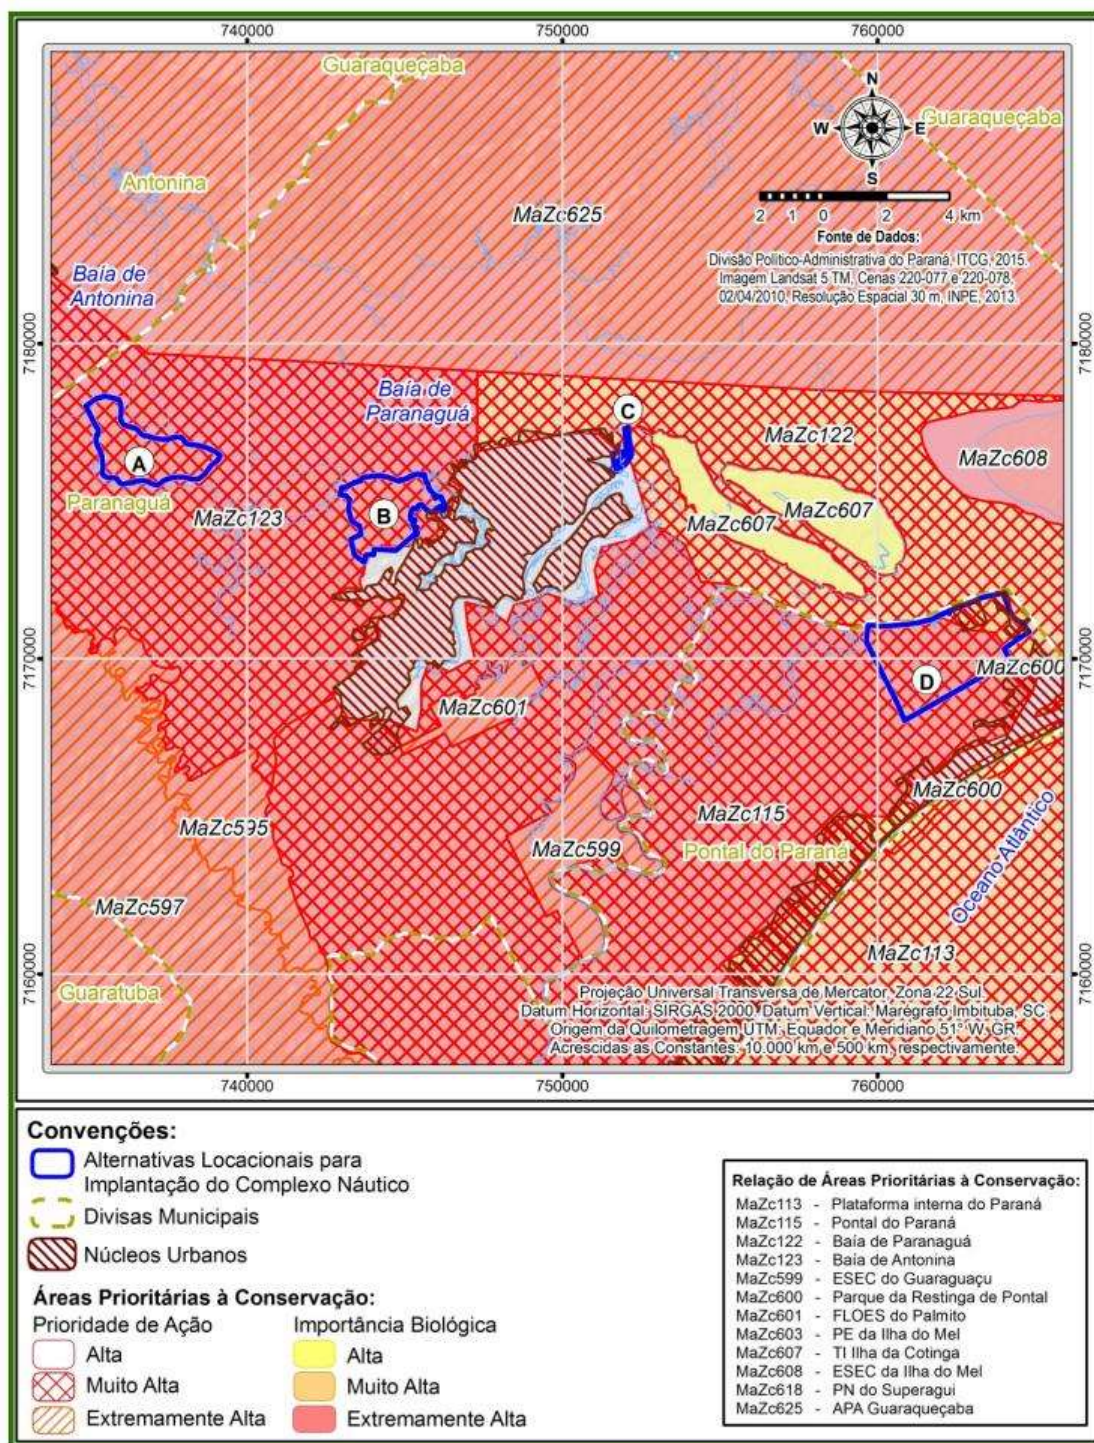 740000 750000 760000
Guaraqueçaba
N
W E
S
Guaraqueçaba
Antonina
MaZc625
2 1 0 2 4 km
Fonte de Dados:
Divisão Político-Administrativa do Paraná, ITCG, 2015.
Imagem Landsat 5 TM, Cenas 220-077 e 220-078,
02/04/2010, Resolução Espacial 30 m, INPE, 2013.
Baía de
Antonina
7180000 7180000
Baía de
Paranaguá
C
MaZc122
MaZc608
A
Paranaguá
MaZc123
B
MaZc607
MaZc607
7170000 7170000
MaZc600
D
MaZc601
MaZc600
MaZc115
MaZc595
MaZc599
Pontal do Paraná
Oceano Atlântico
MaZc597
MaZc113
7160000 7160000
Guaratuba
Projeção Universal Transversa de Mercator, Zona 22 Sul.
Datum Horizontal: SIRGAS 2000, Datum Vertical: Marégrafo Imbituba, SC
Origem da Quilometragem UTM: Equador e Meridiano 51° W. GR.
Acrescidas as Constantes: 10.000 km e 500 km, respectivamente.
740000 750000 760000
Convenções:
Alternativas Locacionais para
Implantação do Complexo Náutico
Divisas Municipais
Núcleos Urbanos
Áreas Prioritárias à Conservação:
Prioridade de Ação
Alta
Muito Alta
Extremamente Alta
Importância Biológica
Alta
Muito Alta
Extremamente Alta
Relação de Áreas Prioritárias à Conservação:
MaZc113 - Plataforma interna do Paraná
MaZc115 - Pontal do Paraná
MaZc122 - Baía de Paranaguá
MaZc123 - Baía de Antonina
MaZc599 - ESEC do Guaraguaçu
MaZc600 - Parque da Restinga de Pontal
MaZc601 - FLOES do Palmito
MaZc603 - PE da Ilha do Mel
MaZc607 - TI Ilha da Cotinga
MaZc608 - ESEC da Ilha do Mel
MaZc618 - PN do Superagui
MaZc625 - APA Guaraqueçaba